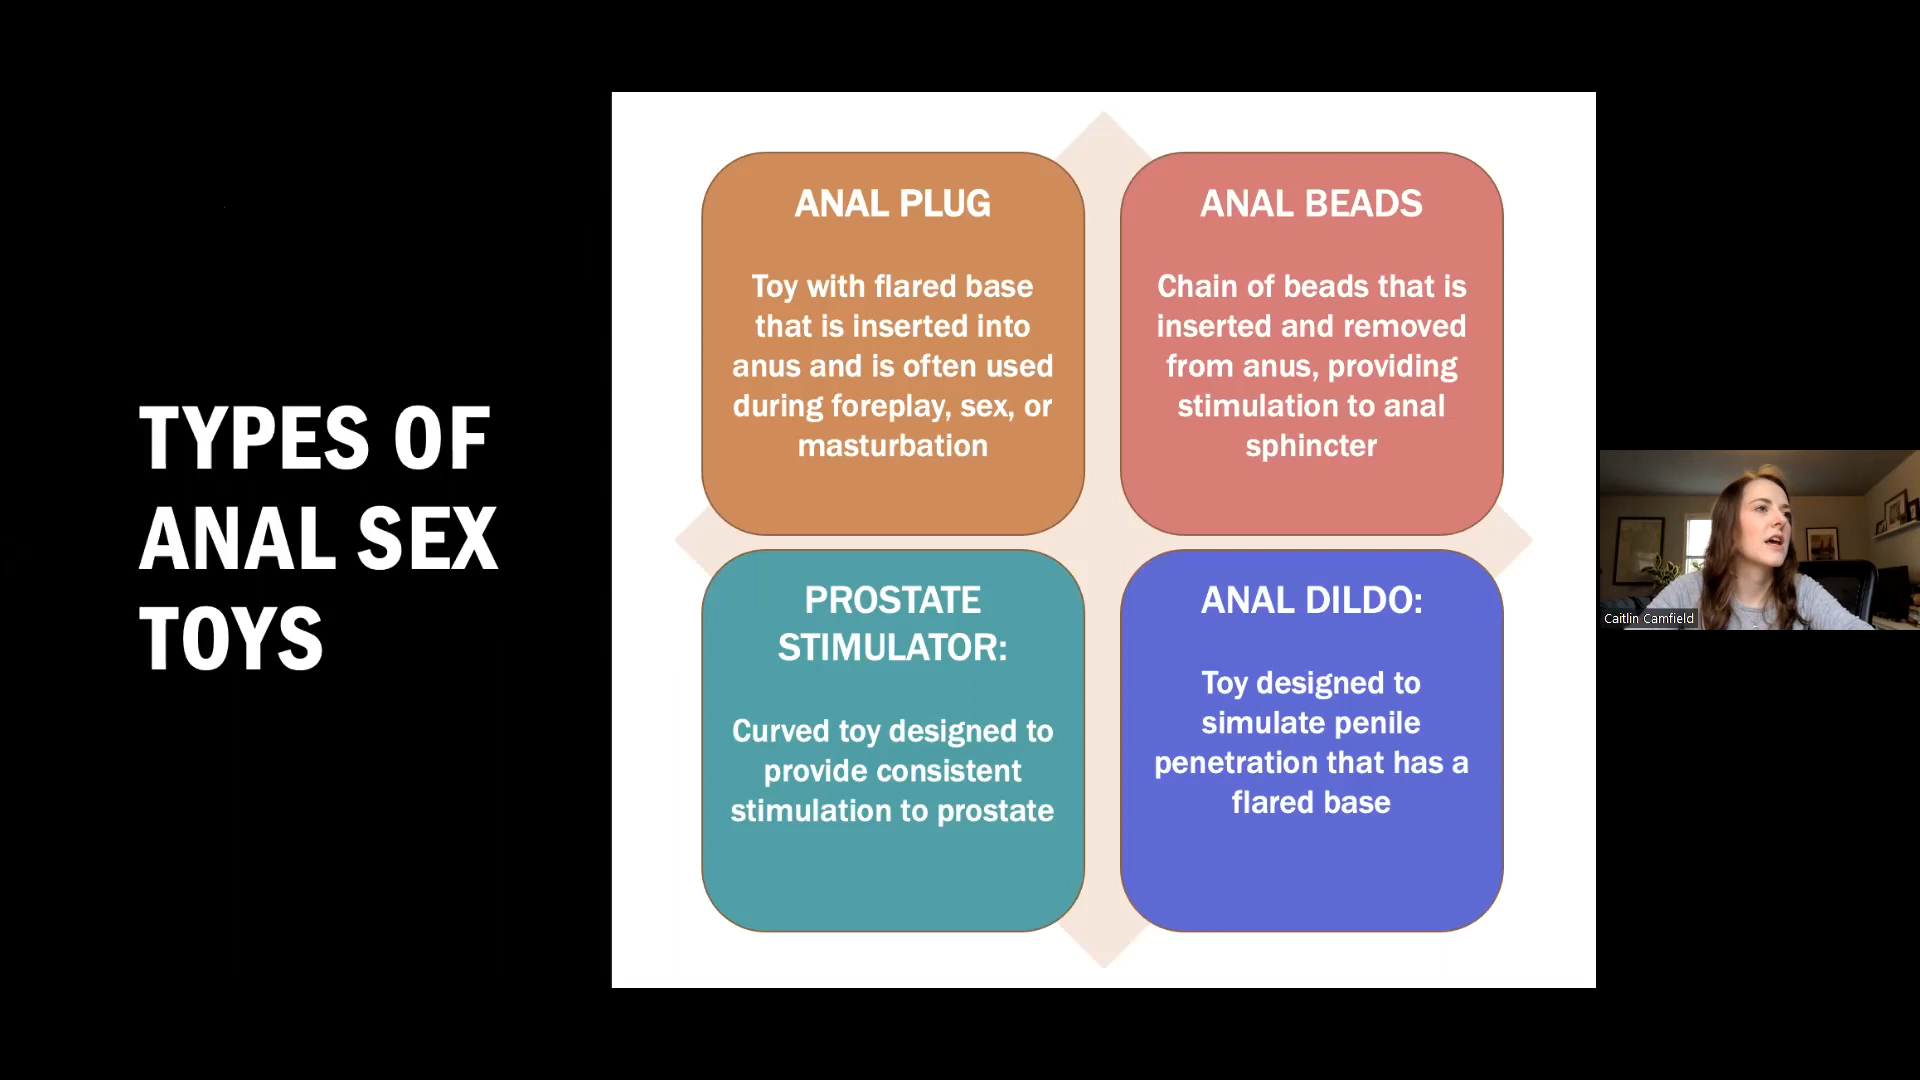 TYPES OF
ANAL SEX
TOYS
ANAL PLUG
Toy with flared base
that is inserted into
anus and is often used
during foreplay, sex, or
masturbation
ANAL BEADS
Chain of beads that is
inserted and removed
from anus, providing
stimulation to anal
sphincter
PROSTATE
STIMULATOR:
Curved toy designed to
provide consistent
stimulation to prostate
ANAL DILDO:
Toy designed to
simulate penile
penetration that has a
flared base
Caitlin Camfield